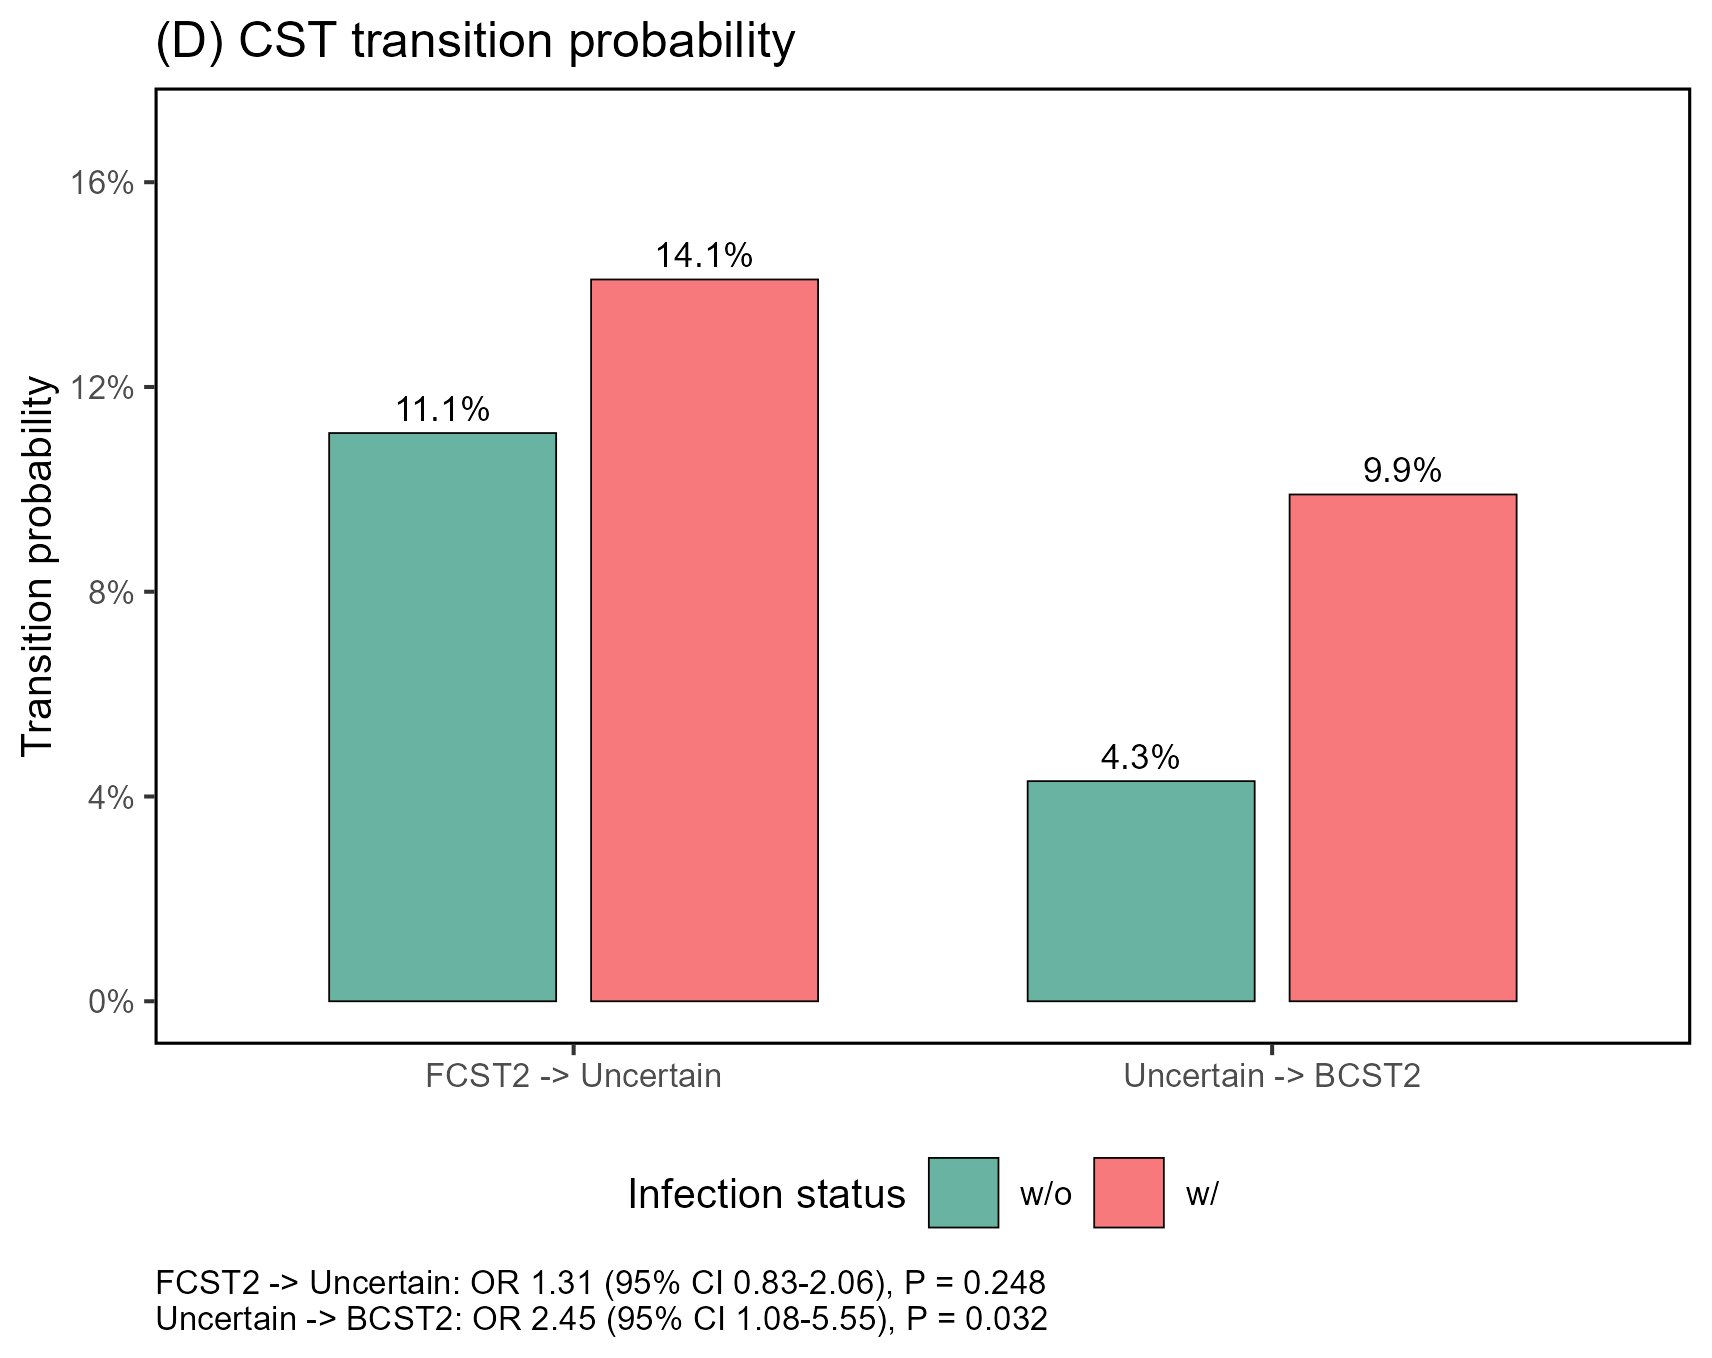 (D) CST transition probability
Transition probability
16%
12%
8%
4%
0%
11.1%
14.1%
4.3%
9.9%
FCST2 -> Uncertain
Uncertain -> BCST2
Infection status
w/o
w/
FCST2 -> Uncertain: OR 1.31 (95% CI 0.83-2.06), P = 0.248
Uncertain -> BCST2: OR 2.45 (95% CI 1.08-5.55), P = 0.032